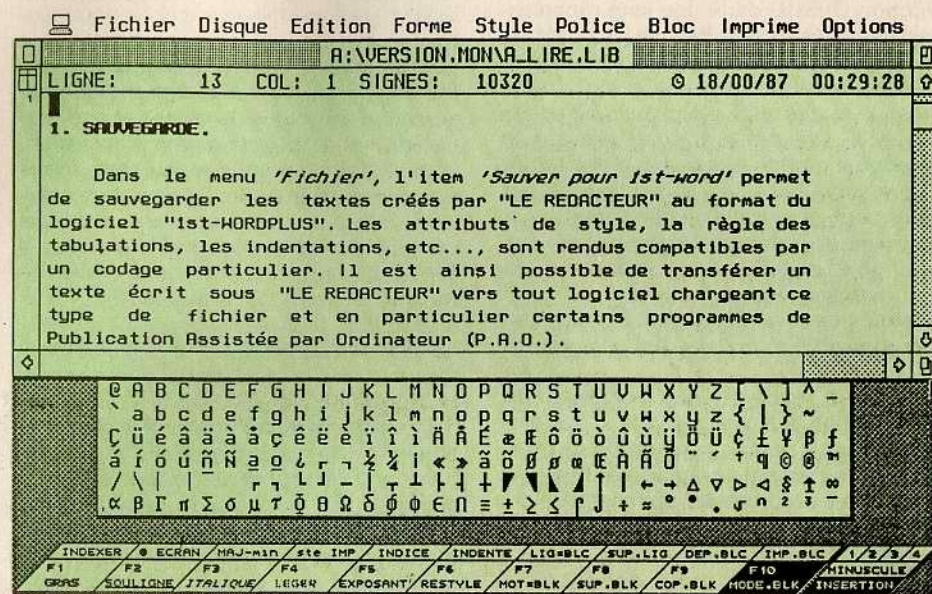 Fichier Disque Edition Forme Style Police Bloc Imprime Options
A:\VERSION.MON\A_LIRE.LIB
LIGNE: 13 COL: 1 SIGNES: 10320 18/00/87 00:29:28
1
1. SAUVEGARDE.
Dans le menu 'Fichier', l'item 'Sauver pour 1st-word' permet
de sauvegarder les textes créés par "LE REDACTEUR" au format du
logiciel "1st-WORDPLUS". Les attributs de style, la règle des
tabulations, les indentations, etc..., sont rendus compatibles par
un codage particulier. Il est ainsi possible de transférer un
texte écrit sous "LE REDACTEUR" vers tout logiciel chargeant ce
type de fichier et en particulier certains programmes de
Publication Assistée par Ordinateur (P.A.O.).
@ A B C D E F G H I J K L M N O P Q R S T U V W X Y Z [ \ ] ^ _
` a b c d e f g h i j k l m n o p q r s t u v w x y z { | } ~
Ç ü é â ä à å ç ê ë è ï î ì Ä Å É æ Æ ô ö ò û ù ÿ Ö Ü ¢ £ ¥ β ƒ
á í ó ú ñ Ñ a o ¿ ⌐ ¬ ½ ¼ ¡ « » ã õ Ø ø œ Œ À Ã Õ ¨ ´ † ¶ © ® ™
α β Γ π Σ σ µ τ Φ θ Ω δ ∮ φ ∈ ∩ ≡ ± ≥ ≤ ⌠ ⌡ ÷ ≈ ° • · √ ⁿ ² ³ ¯
INDEXER ECRAN MAJ-min ste IMP INDICE INDENTE LIG=BLC SUP.LIG DEP.BLC IMP.BLC 1/2/3/4
F1 F2 F3 F4 F5 F6 F7 F8 F9 F10 MINUSCULE
GRAS SOULIGNE ITALIQUE LEGER EXPOSANT RESTYLE MOT=BLK SUP.BLK COP.BLK MODE.BLK INSERTION